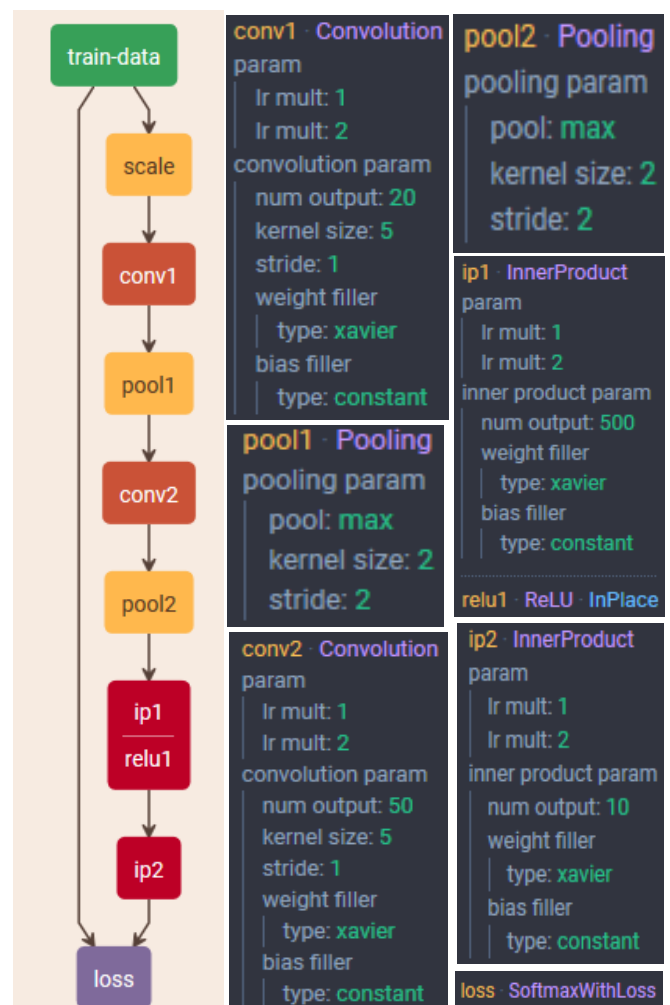 train-data
scale
conv1
pool1
conv2
pool2
ip1
relu1
ip2
loss
conv1 · Convolution
param
lr mult: 1
lr mult: 2
convolution param
num output: 20
kernel size: 5
stride: 1
weight filler
type: xavier
bias filler
type: constant
pool1 · Pooling
pooling param
pool: max
kernel size: 2
stride: 2
conv2 · Convolution
param
lr mult: 1
lr mult: 2
convolution param
num output: 50
kernel size: 5
stride: 1
weight filler
type: xavier
bias filler
type: constant
pool2 · Pooling
pooling param
pool: max
kernel size: 2
stride: 2
ip1 · InnerProduct
param
lr mult: 1
lr mult: 2
inner product param
num output: 500
weight filler
type: xavier
bias filler
type: constant
relu1 · ReLU · InPlace
ip2 · InnerProduct
param
lr mult: 1
lr mult: 2
inner product param
num output: 10
weight filler
type: xavier
bias filler
type: constant
loss · SoftmaxWithLoss